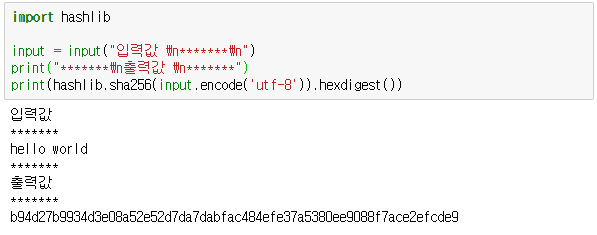 import hashlib
input = input("입력값 ₩n*******₩n")
print("*******₩n출력값 ₩n*******")
print(hashlib.sha256(input.encode('utf-8')).hexdigest())
입력값
*******
hello world
*******
출력값
*******
b94d27b9934d3e08a52e52d7da7dabfac484efe37a5380ee9088f7ace2efcde9